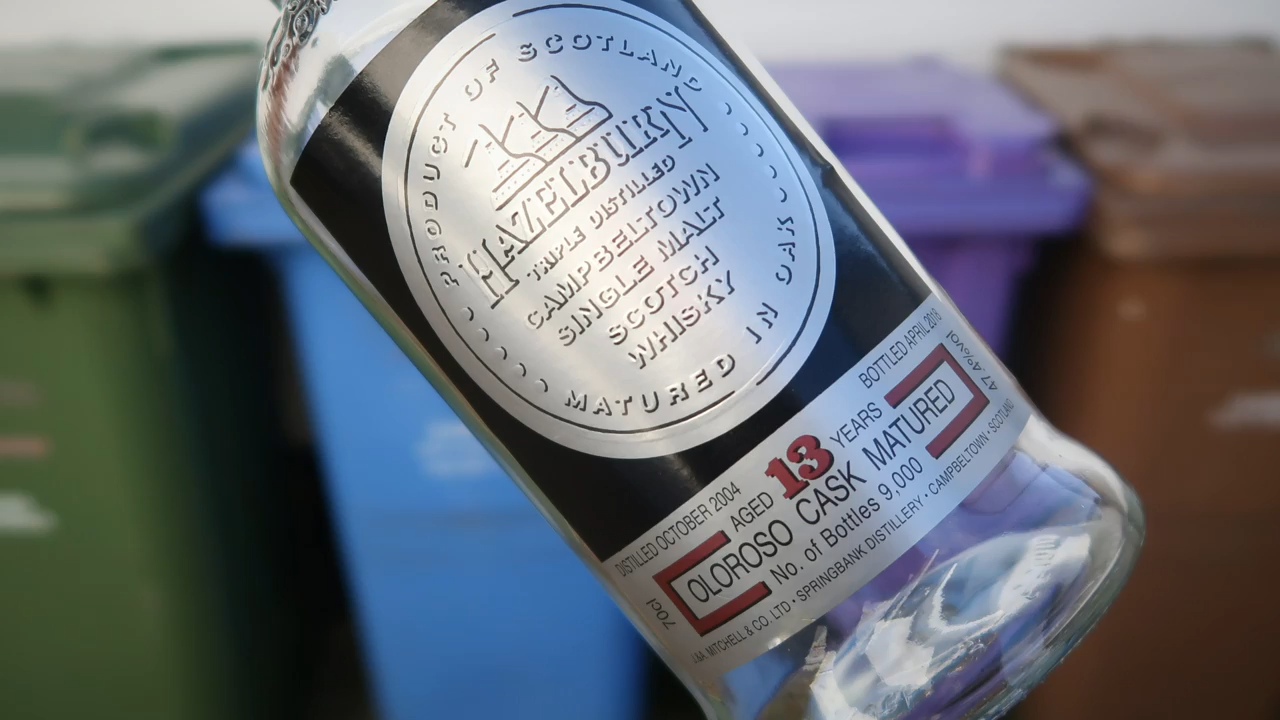 PRODUCT OF SCOTLAND
HAZELBURN
TRIPLE DISTILLED
CAMPBELTOWN
SINGLE MALT
SCOTCH
WHISKY
MATURED IN OAK
DISTILLED OCTOBER 2004
BOTTLED APRIL 2018
AGED 13 YEARS
OLOROSO CASK MATURED
No. of Bottles 9,000
70cl
47.4%vol
J&A MITCHELL & CO. LTD • SPRINGBANK DISTILLERY • CAMPBELTOWN • SCOTLAND